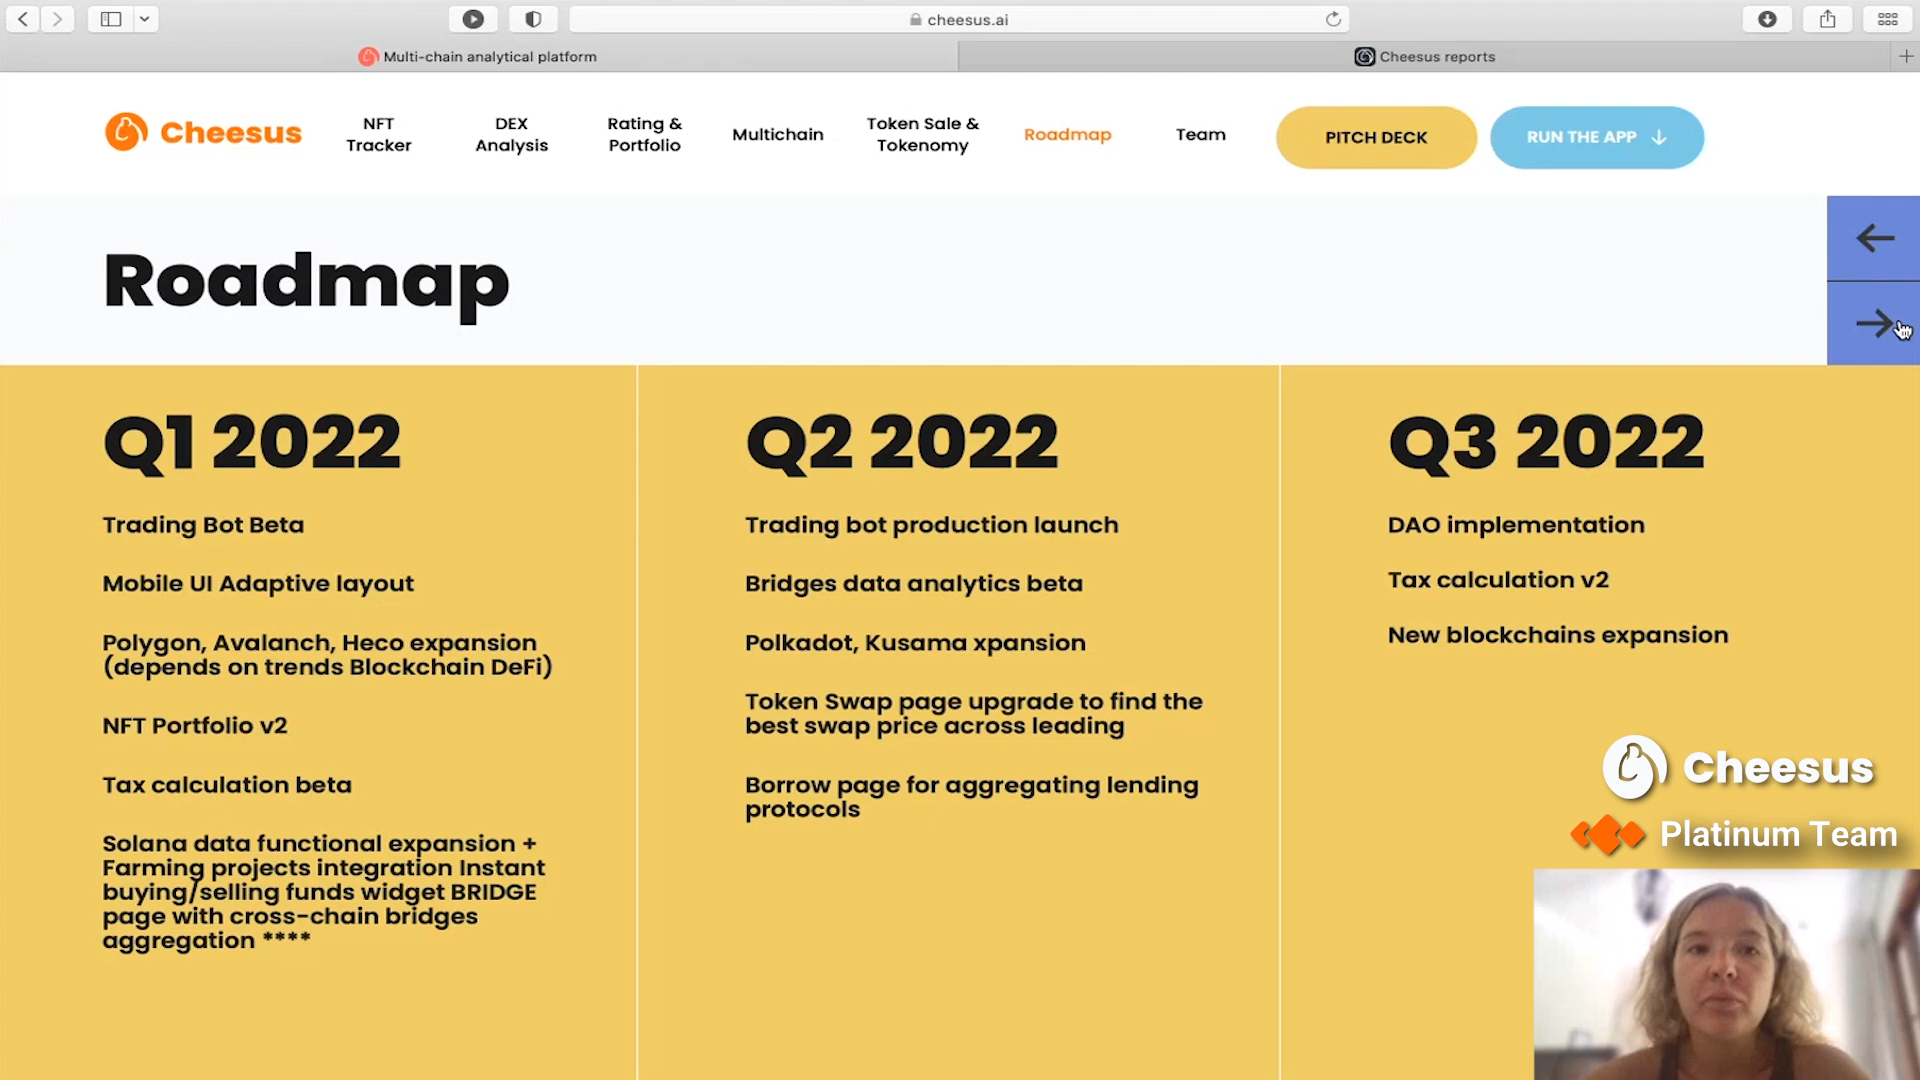 cheesus.ai
Multi-chain analytical platform
Cheesus reports
Cheesus
NFT
Tracker
DEX
Analysis
Rating &
Portfolio
Multichain
Token Sale &
Tokenomy
Roadmap
Team
PITCH DECK
RUN THE APP
Roadmap
Q1 2022
Trading Bot Beta
Mobile UI Adaptive layout
Polygon, Avalanch, Heco expansion
(depends on trends Blockchain DeFi)
NFT Portfolio v2
Tax calculation beta
Solana data functional expansion +
Farming projects integration Instant
buying/selling funds widget BRIDGE
page with cross-chain bridges
aggregation ****
Q2 2022
Trading bot production launch
Bridges data analytics beta
Polkadot, Kusama xpansion
Token Swap page upgrade to find the
best swap price across leading
Borrow page for aggregating lending
protocols
Q3 2022
DAO implementation
Tax calculation v2
New blockchains expansion
Cheesus
Platinum Team